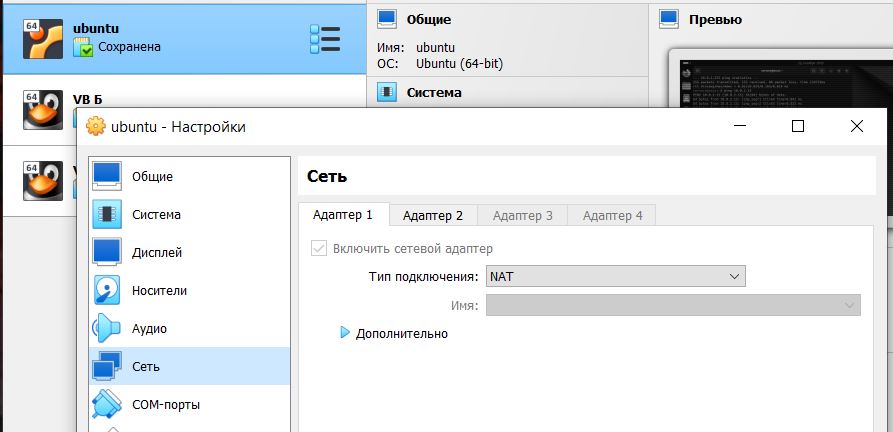 64
ubuntu
Сохранена
64
VB Б
64
Общие
Имя: ubuntu
ОС: Ubuntu (64-bit)
Система
Превью
ubuntu - Настройки
Общие
Система
Дисплей
Носители
Аудио
Сеть
COM-порты
Сеть
Адаптер 1
Адаптер 2
Адаптер 3
Адаптер 4
Включить сетевой адаптер
Тип подключения: NAT
Имя:
Дополнительно